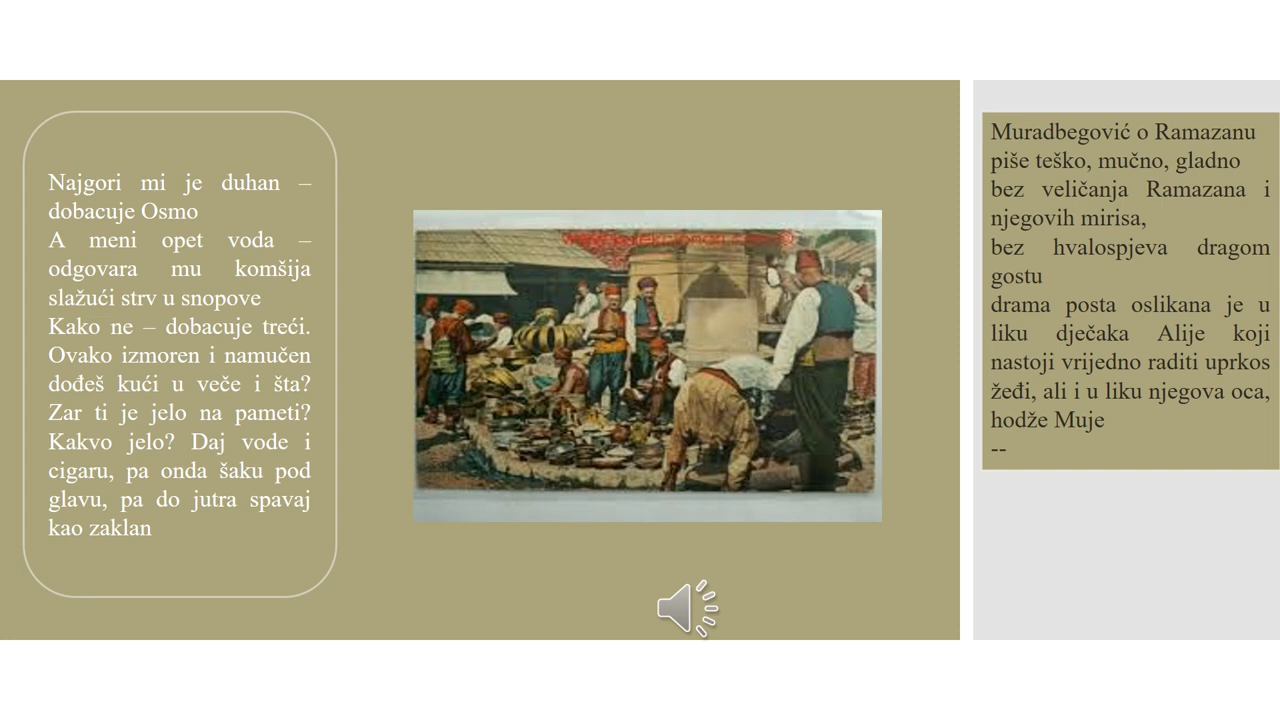 Najgori mi je duhan –
dobacuje Osmo
A meni opet voda –
odgovara mu komšija
slažući strv u snopove
Kako ne – dobacuje treći.
Ovako izmoren i namučen
dođeš kući u veče i šta?
Zar ti je jelo na pameti?
Kakvo jelo? Daj vode i
cigaru, pa onda šaku pod
glavu, pa do jutra spavaj
kao zaklan
Muradbegović o Ramazanu
piše teško, mučno, gladno
bez veličanja Ramazana i
njegovih mirisa,
bez hvalospjeva dragom
gostu
drama posta oslikana je u
liku dječaka Alije koji
nastoji vrijedno raditi uprkos
žeđi, ali i u liku njegova oca,
hodže Muje
--